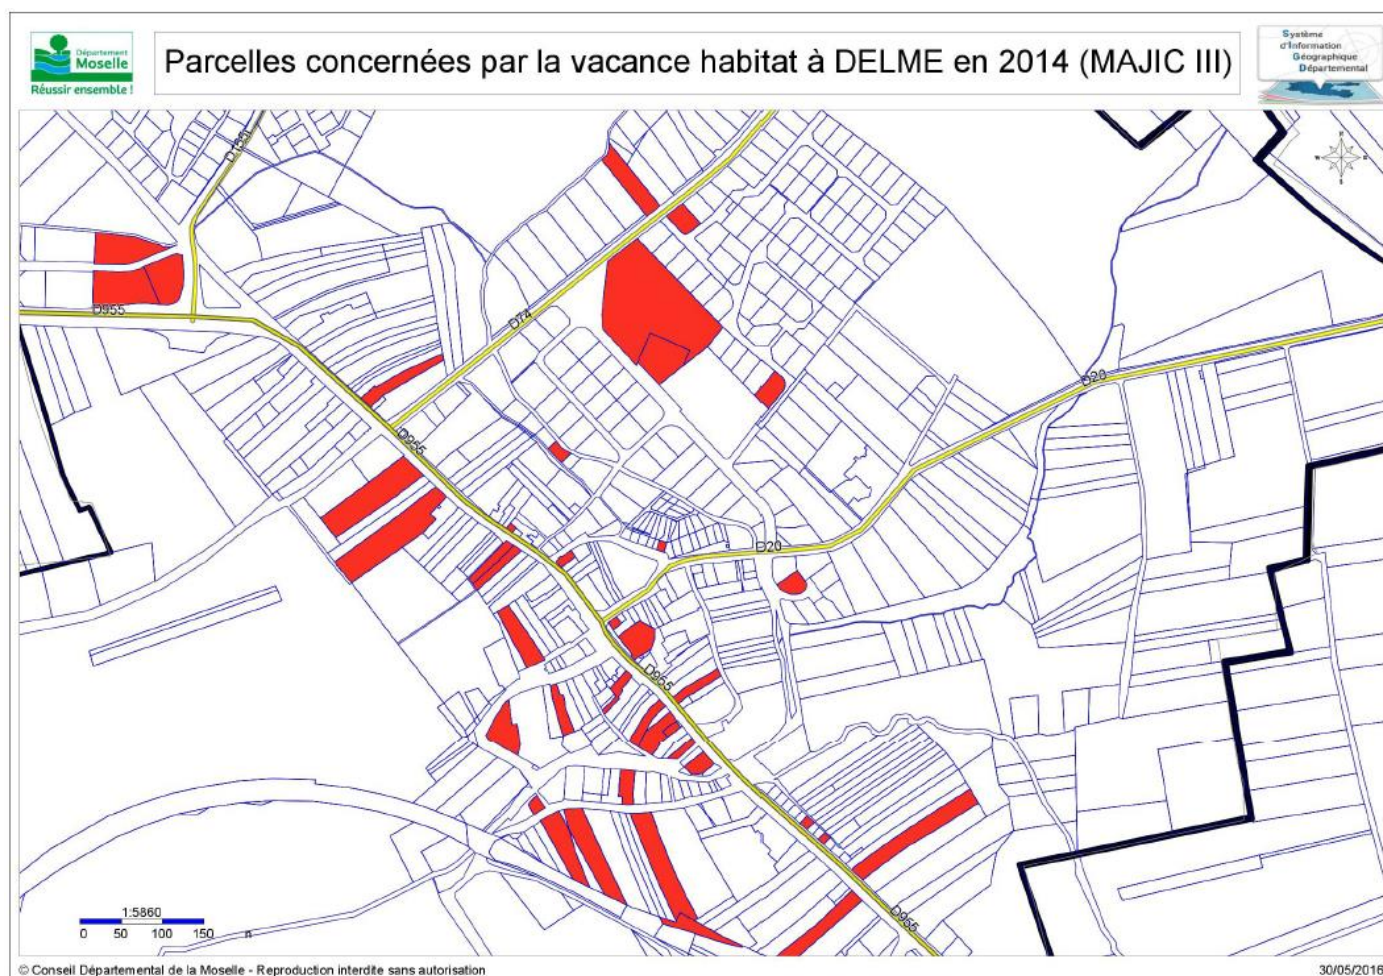 Département
Moselle
Réussir ensemble !
Parcelles concernées par la vacance habitat à DELME en 2014 (MAJIC III)
Système
d'Information
Géographique
Départemental
N
W
E
S
D155
D955
D74
D20
D955
D20
D955
D955
1:5860
0 50 100 150 m
© Conseil Départemental de la Moselle - Reproduction interdite sans autorisation
30/05/2018